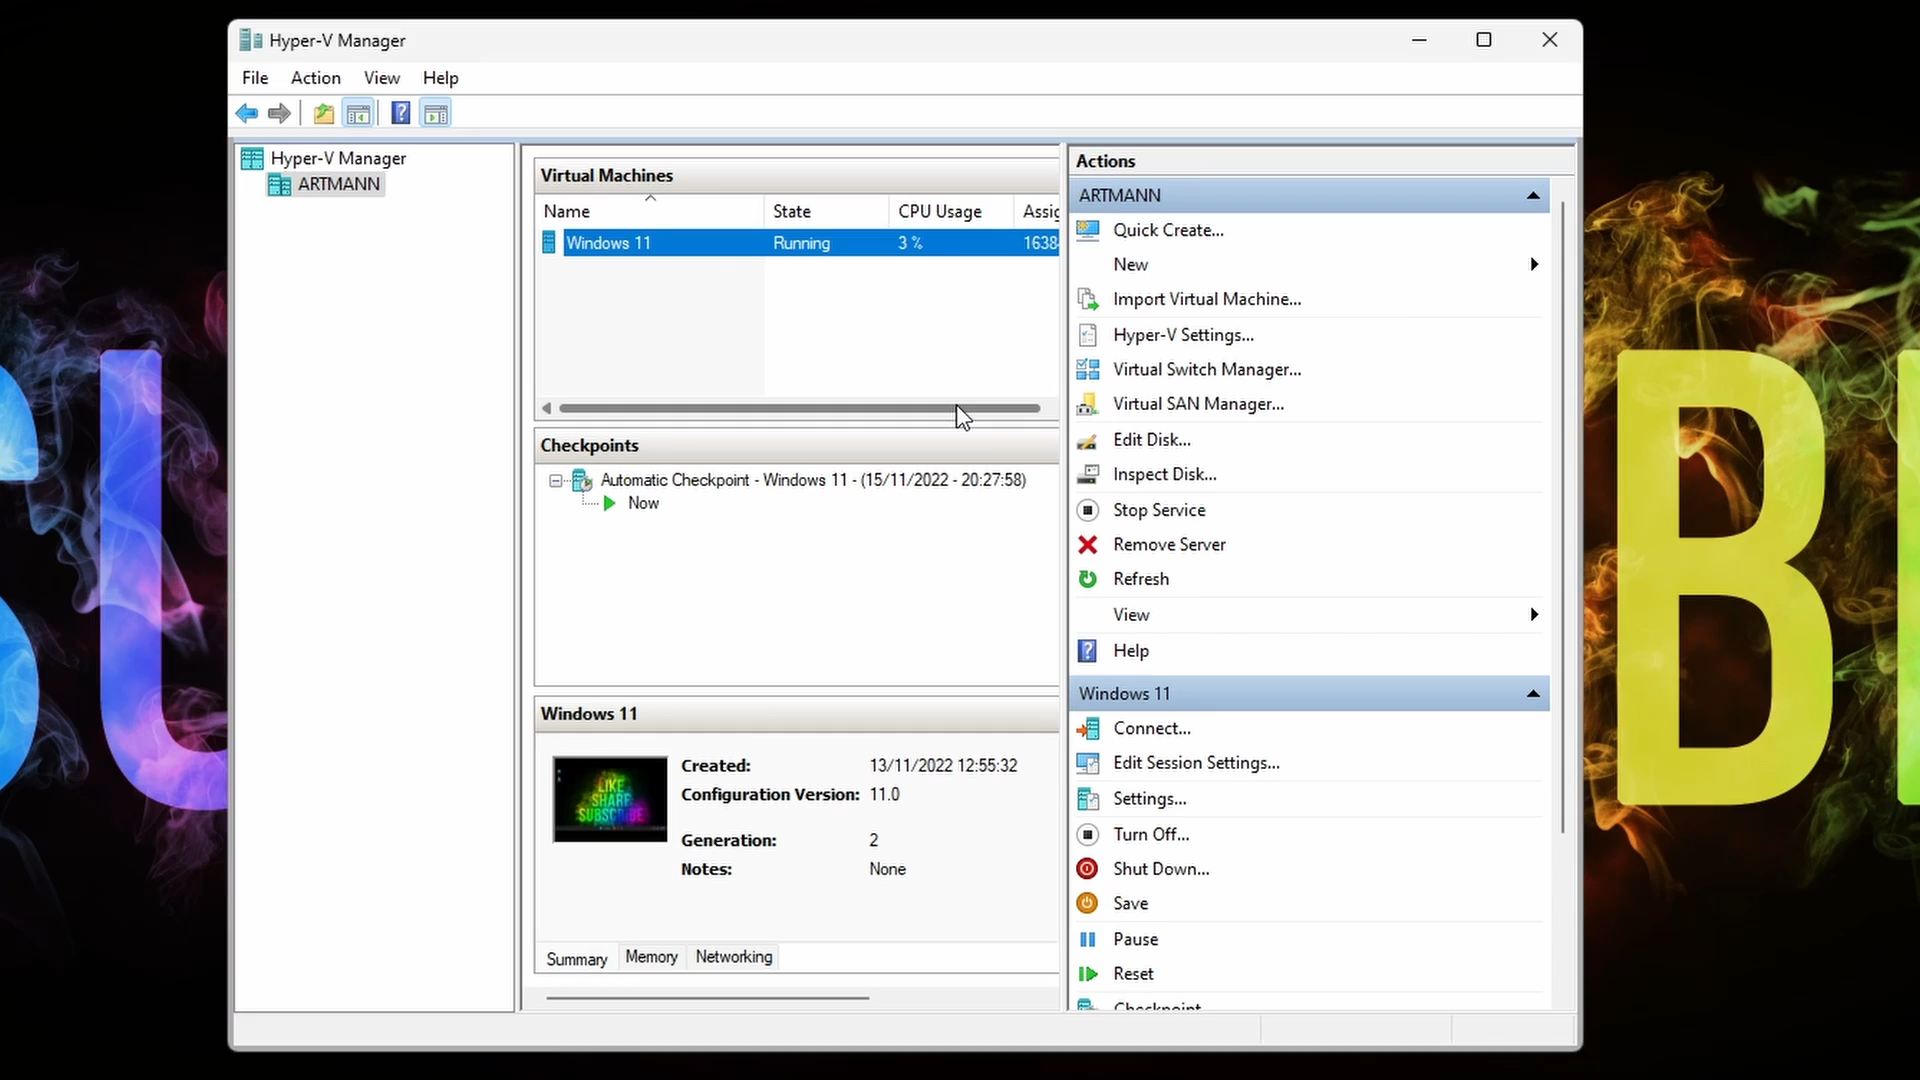 Hyper-V Manager
File Action View Help
Hyper-V Manager
ARTMANN
Virtual Machines
Name State CPU Usage
Windows 11 Running 3 %
Checkpoints
Automatic Checkpoint - Windows 11 - (15/11/2022 - 20:27:58)
Now
Windows 11
LIKE
SHARE
SUBSCRIBE
Created: 13/11/2022 12:55:32
Configuration Version: 11.0
Generation: 2
Notes: None
Summary Memory Networking
Actions
ARTMANN
Quick Create...
New
Import Virtual Machine...
Hyper-V Settings...
Virtual Switch Manager...
Virtual SAN Manager...
Edit Disk...
Inspect Disk...
Stop Service
Remove Server
Refresh
View
Help
Windows 11
Connect...
Edit Session Settings...
Settings...
Turn Off...
Shut Down...
Save
Pause
Reset
Checkpoint